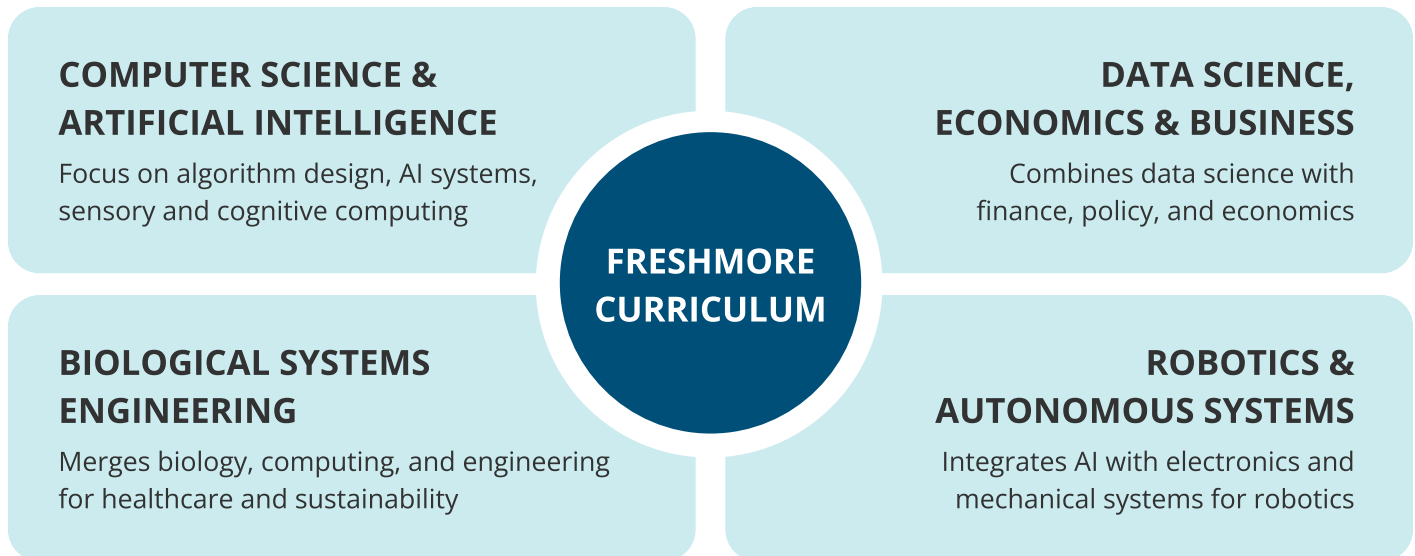 COMPUTER SCIENCE &
ARTIFICIAL INTELLIGENCE
Focus on algorithm design, AI systems,
sensory and cognitive computing
DATA SCIENCE,
ECONOMICS & BUSINESS
Combines data science with
finance, policy, and economics
FRESHMORE
CURRICULUM
BIOLOGICAL SYSTEMS
ENGINEERING
Merges biology, computing, and engineering
for healthcare and sustainability
ROBOTICS &
AUTONOMOUS SYSTEMS
Integrates AI with electronics and
mechanical systems for robotics